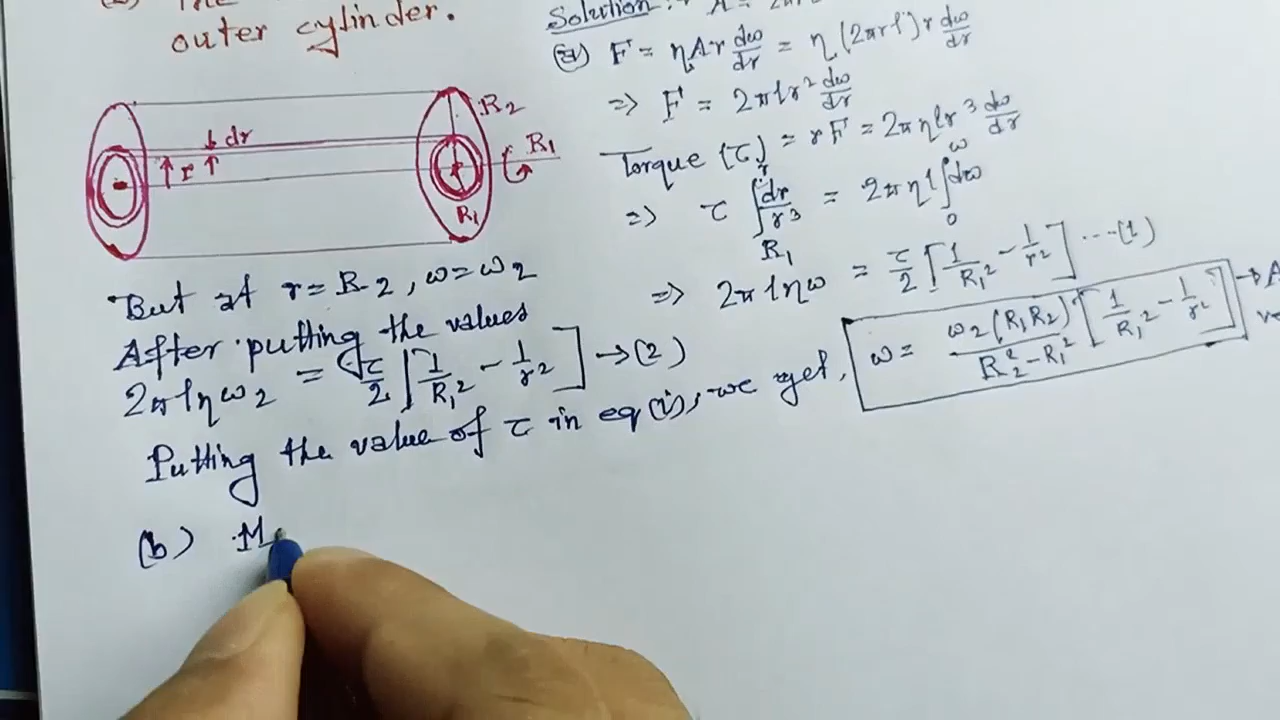 outer cylinder.
Solution :- A = 2πr
(a) F = ηAr dω/dr = η(2πrl)r dω/dr
=> F = 2πlr² dω/dr
Torque (τ) = rF = 2πηlr³ dω/dr
=> τ ∫_{R₁}^{r} dr/r³ = 2πηl ∫_0^ω dω
=> 2πlηω = τ/2 [1/R₁² - 1/r²] ----(1)
dr
r
R₂
R₁
R₁
But at r = R₂, ω = ω₂
After putting the values
2πlηω₂ = τ/2 [1/R₁² - 1/r²] → (2)
Putting the value of τ in eq (i), we get, ω = ω₂(R₁R₂)²/R₂²-R₁² [1/R₁² - 1/r²] → A
(b) M